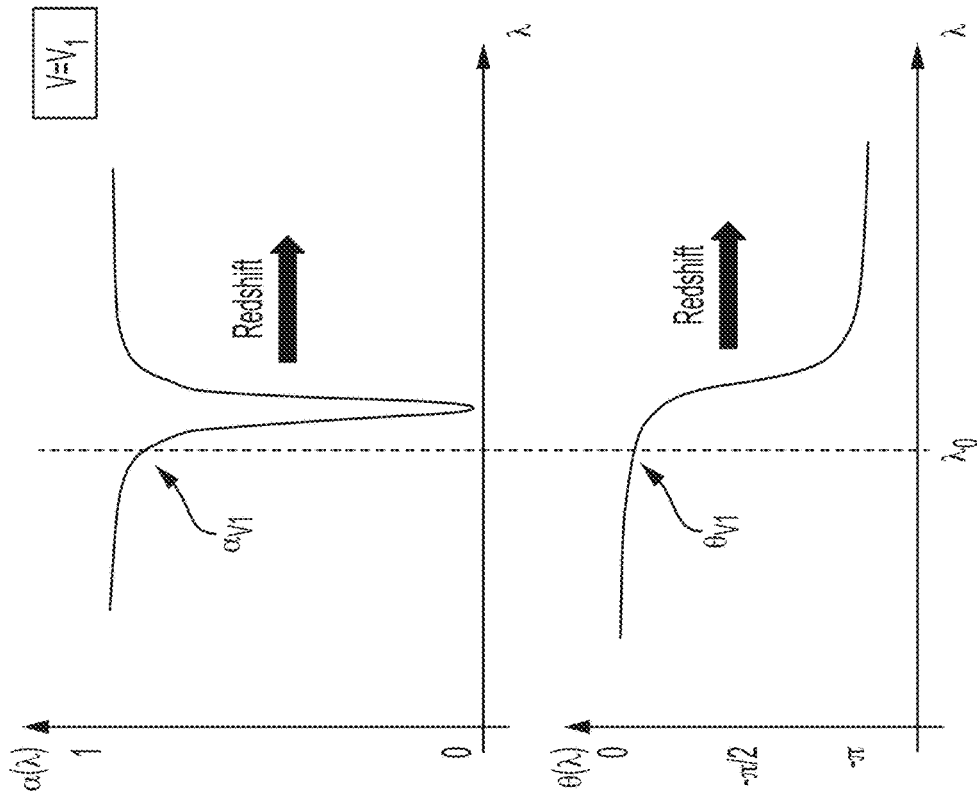 V=V1
α(λ)
1
Redshift
αV1
0
λ
θ(λ)
0
Redshift
θV1
-π/2
-π
λ0
λ